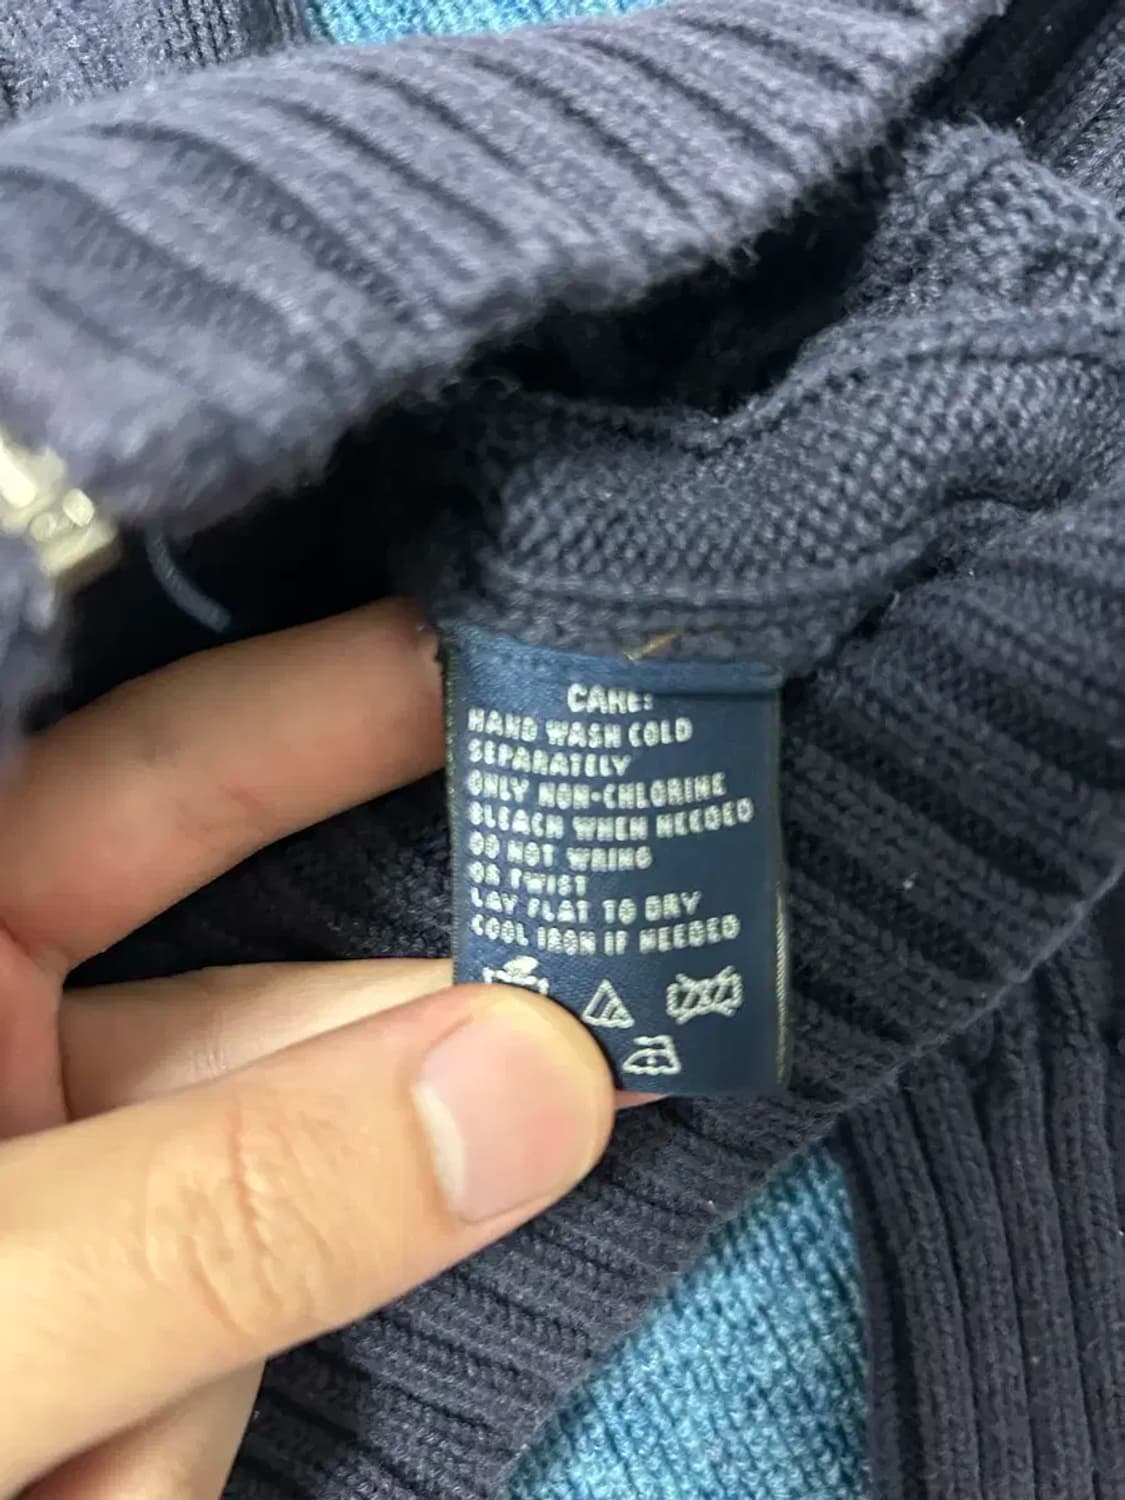 CARE:
HAND WASH COLD
SEPARATELY
ONLY NON-CHLORINE
BLEACH WHEN NEEDED
DO NOT WRING
OR TWIST
LAY FLAT TO DRY
COOL IRON IF NEEDED